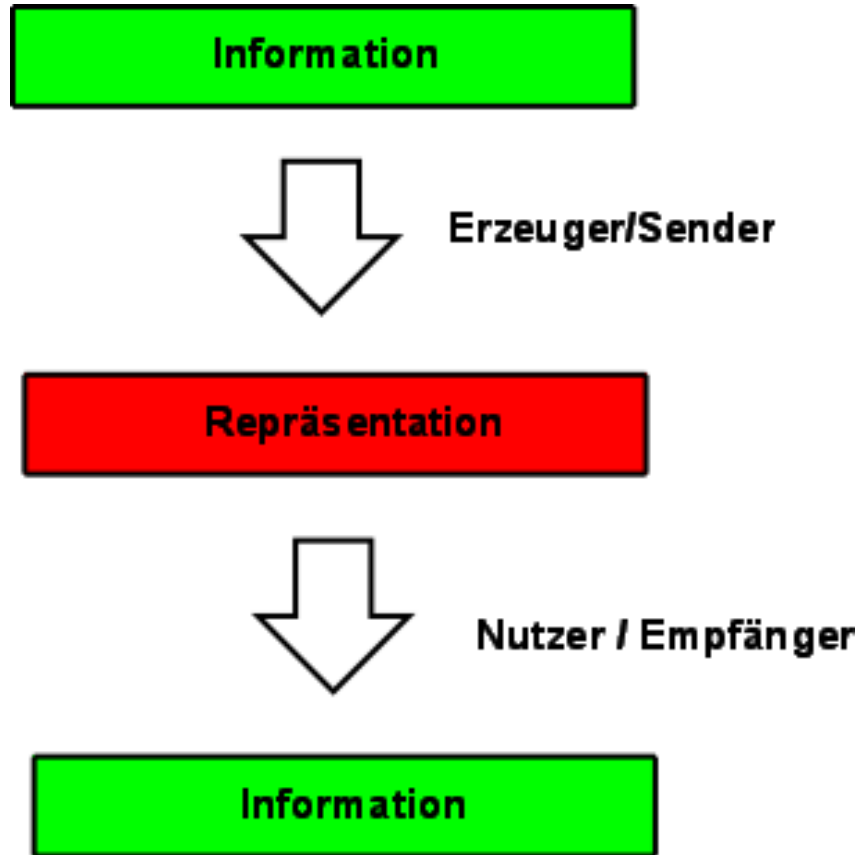 Information
Erzeuger/Sender
Repräsentation
Nutzer / Empfänger
Information